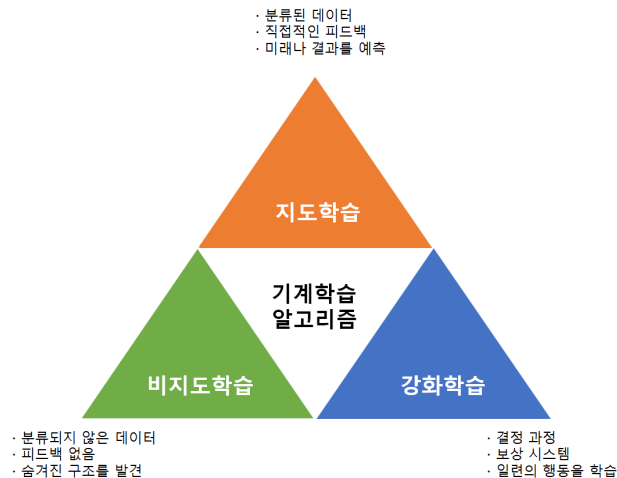 · 분류된 데이터
· 직접적인 피드백
· 미래나 결과를 예측
지도학습
기계학습
알고리즘
비지도학습
강화학습
· 분류되지 않은 데이터
· 피드백 없음
· 숨겨진 구조를 발견
· 결정 과정
· 보상 시스템
· 일련의 행동을 학습